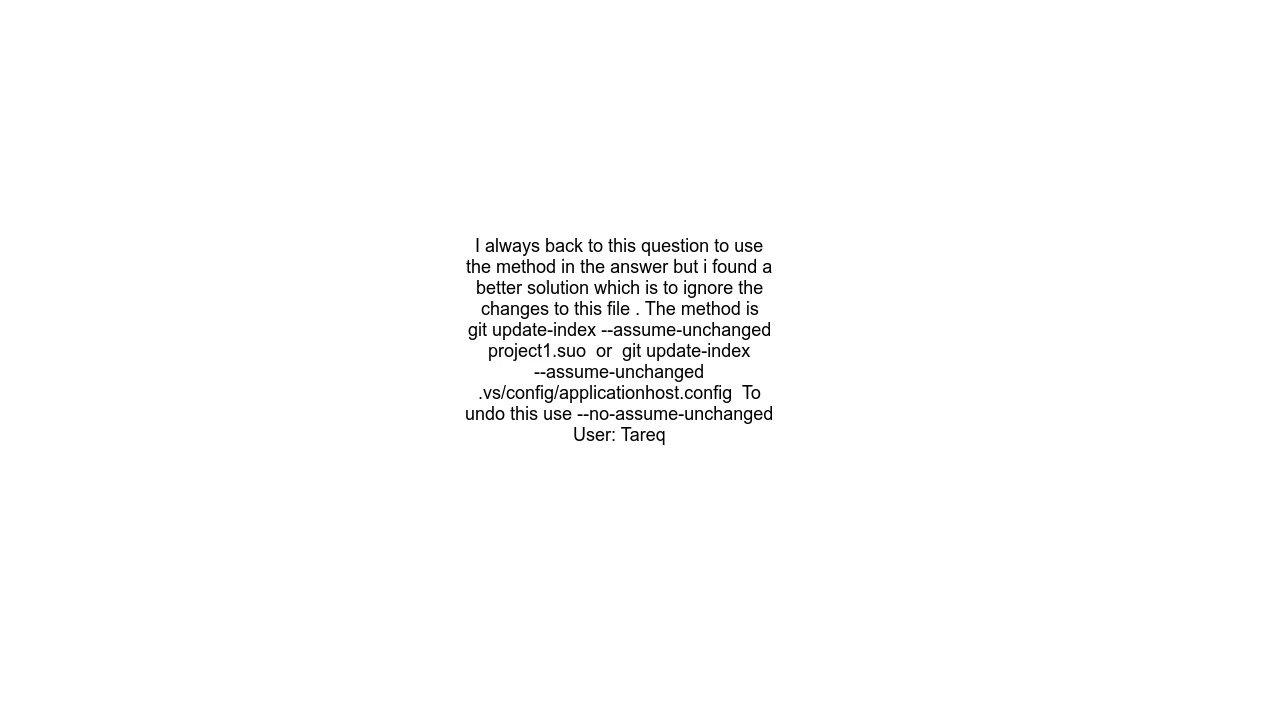 I always back to this question to use
the method in the answer but i found a
better solution which is to ignore the
changes to this file . The method is
git update-index --assume-unchanged
project1.suo  or  git update-index
--assume-unchanged
.vs/config/applicationhost.config  To
undo this use --no-assume-unchanged
User: Tareq